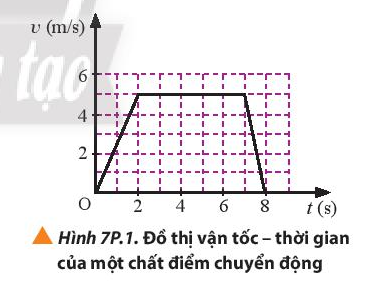 v (m/s)
tạo
6
4
2
O
2
4
6
8
t (s)
Hình 7P.1. Đồ thị vận tốc – thời gian
của một chất điểm chuyển động